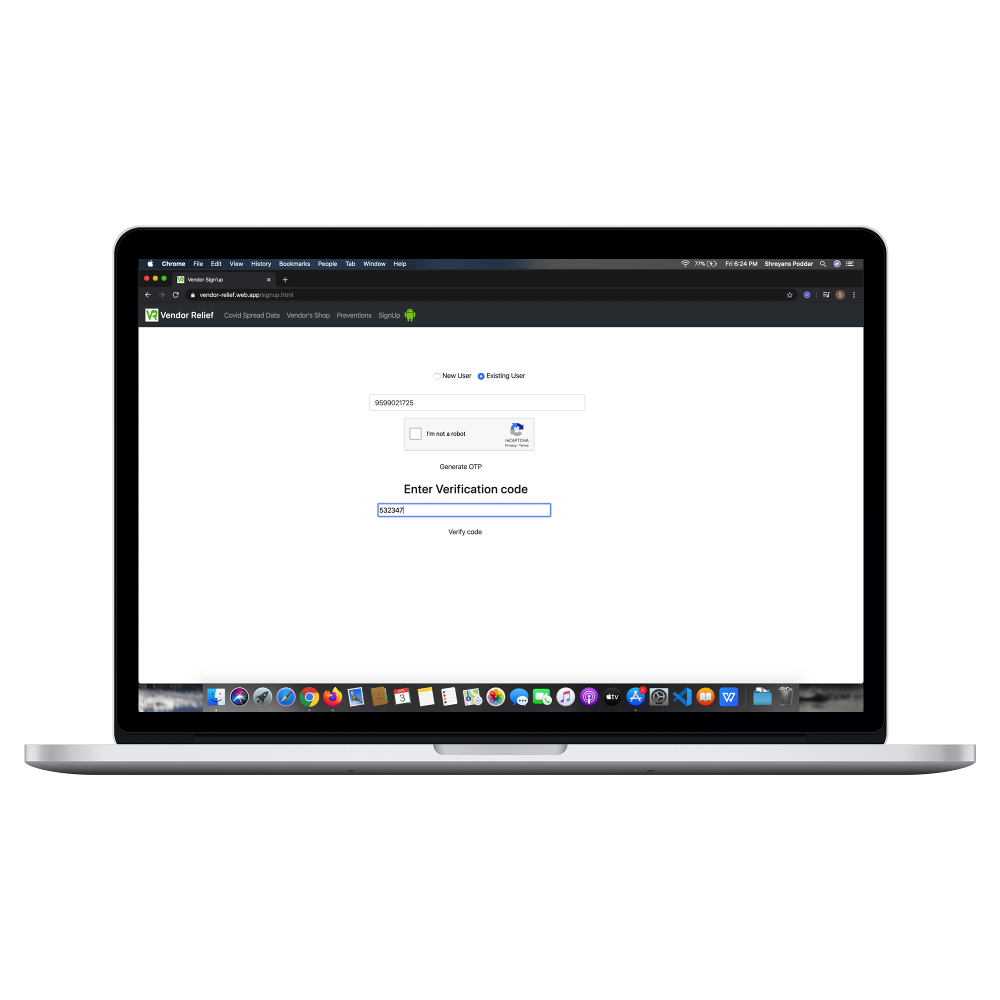 Chrome File Edit View History Bookmarks People Tab Window Help 77% Fri 6:24 PM Shreyans Poddar
VR Vendor Sign'up
vendor-relief.web.app/signup.html S
VR Vendor Relief Covid Spread Data Vendor's Shop Preventions SignUp
New User Existing User
9599021725
I'm not a robot
reCAPTCHA
Privacy - Terms
Generate OTP
Enter Verification code
532347
Verify code
APR
3
tv
1
W